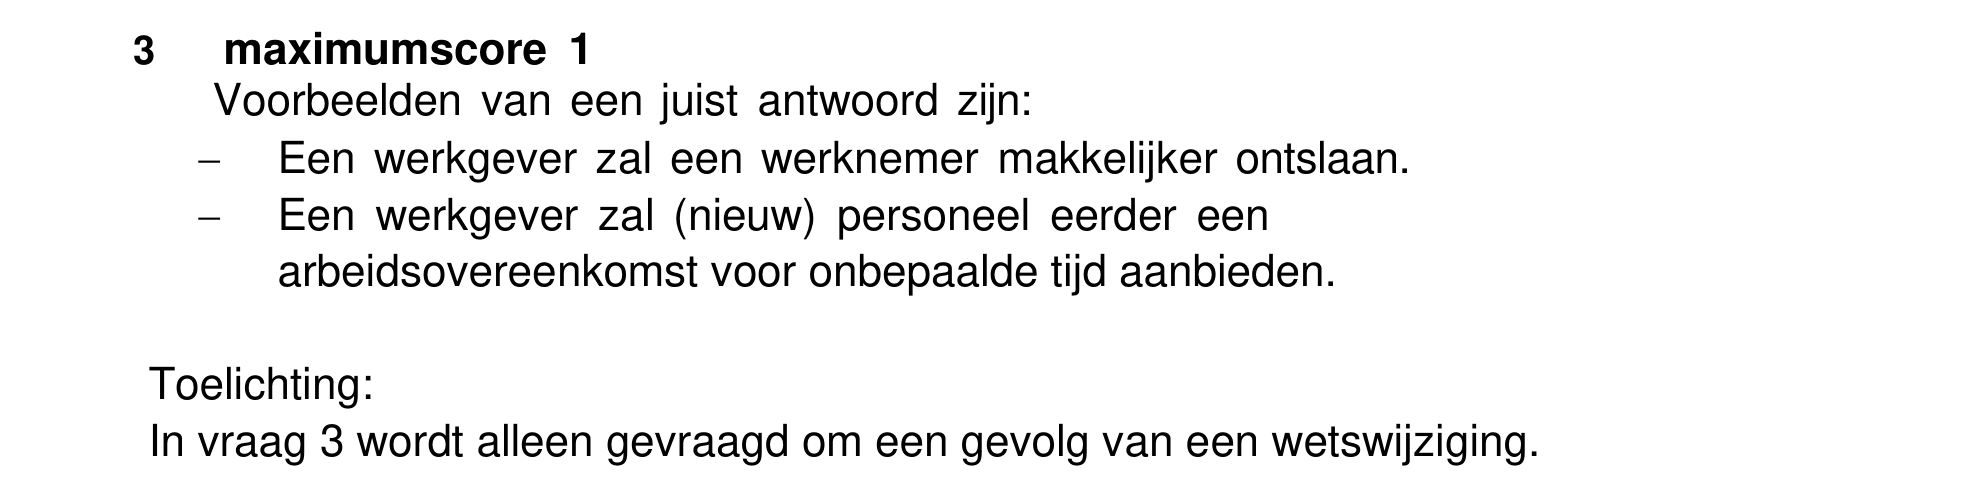 3 maximumscore 1
Voorbeelden van een juist antwoord zijn:
– Een werkgever zal een werknemer makkelijker ontslaan.
– Een werkgever zal (nieuw) personeel eerder een
arbeidsovereenkomst voor onbepaalde tijd aanbieden.
Toelichting:
In vraag 3 wordt alleen gevraagd om een gevolg van een wetswijziging.